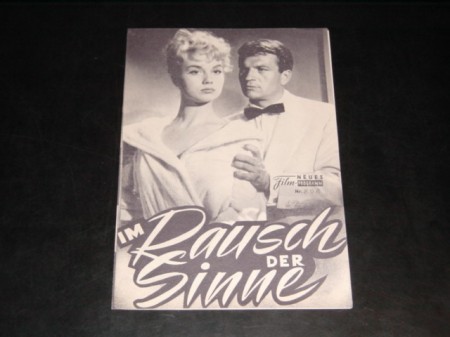 NEUES
Film-PROGRAMM
IM Rausch
DER
Sinne